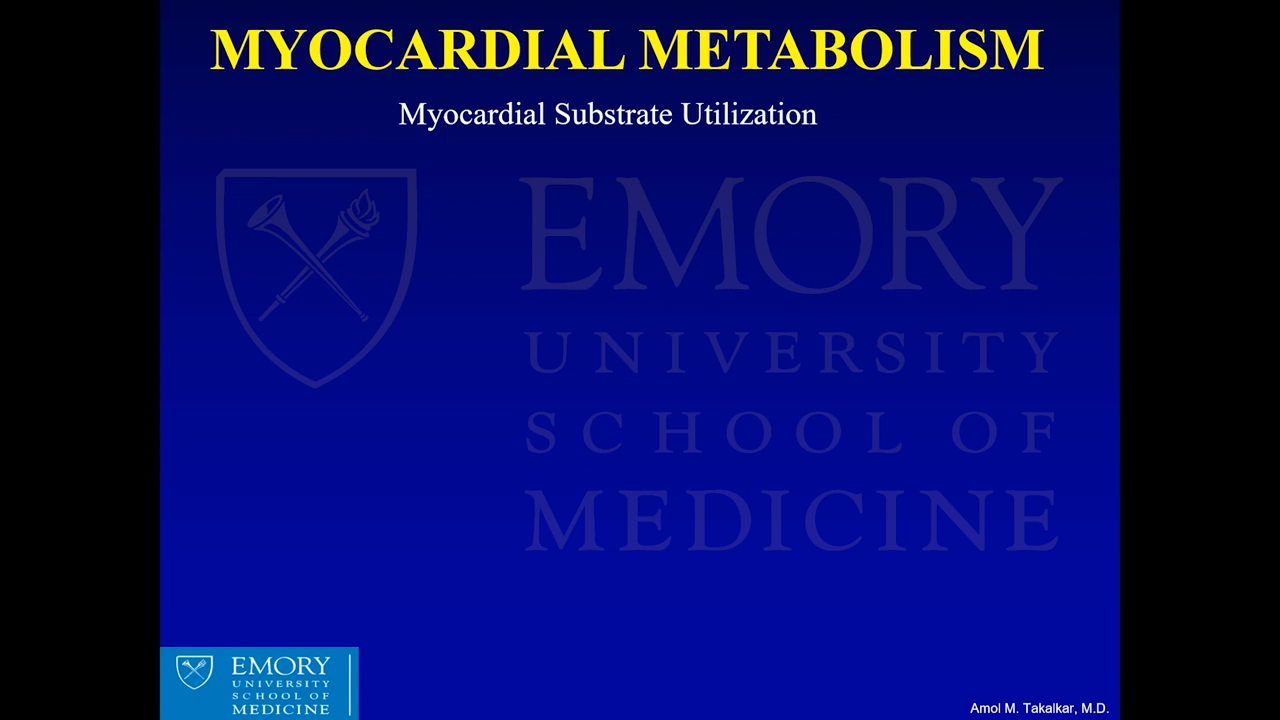 MYOCARDIAL METABOLISM
Myocardial Substrate Utilization
EMORY
UNIVERSITY
SCHOOL OF
MEDICINE
EMORY
UNIVERSITY
SCHOOL OF
MEDICINE
Amol M. Takalkar, M.D.